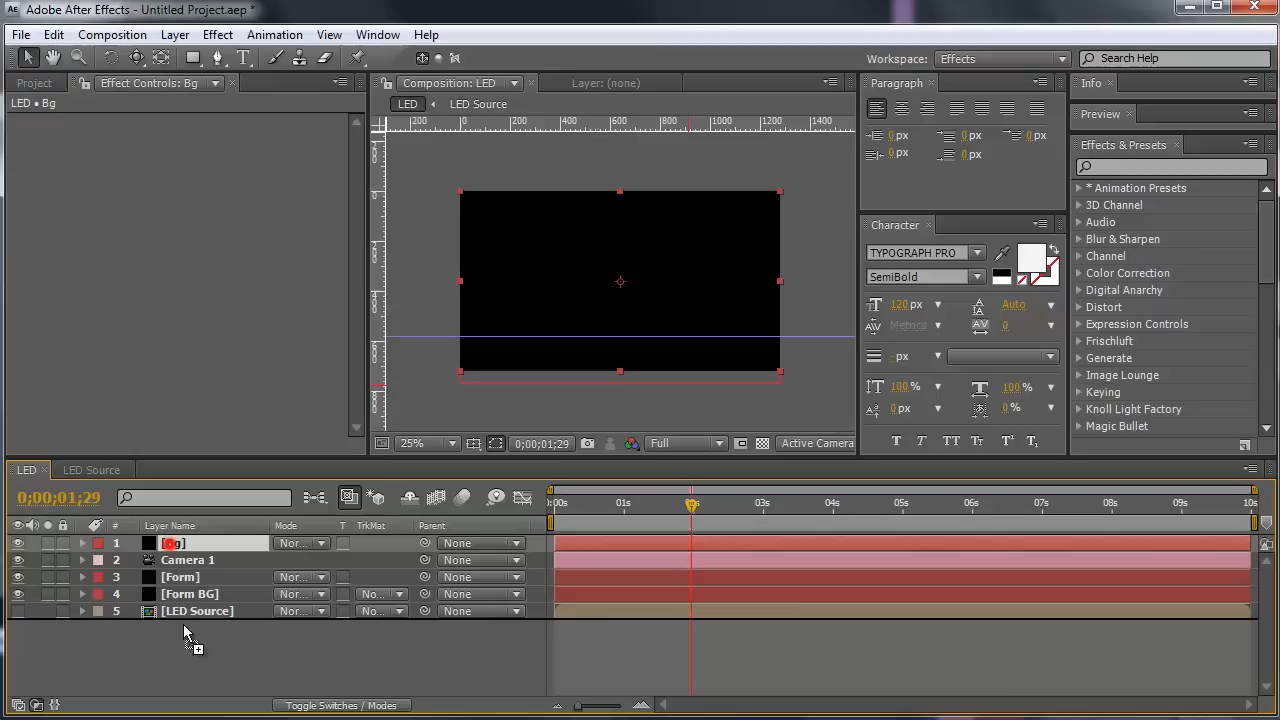 Adobe After Effects - Untitled Project.aep *
File Edit Composition Layer Effect Animation View Window Help
Workspace: Effects Search Help
Project Effect Controls: Bg
LED • Bg
Composition: LED Layer: (none)
LED LED Source
200 0 200 400 600 800 1000 1200 1400
25% 0;00;01;29 Full Active Camera
Paragraph
0 px 0 px 0 px
0 px 0 px
Character
TYPOGRAPH PRO
SemiBold
120 px Auto
Metrics 0
- px
100 % 100 %
0 px 0 %
T T TT Tt T¹ T₁
Info
Preview
Effects & Presets
* Animation Presets
3D Channel
Audio
Blur & Sharpen
Channel
Color Correction
Digital Anarchy
Distort
Expression Controls
Frischluft
Generate
Image Lounge
Keying
Knoll Light Factory
Magic Bullet
LED LED Source
0;00;01;29
:00s 01s 03s 04s 05s 06s 07s 08s 09s 10s
# Layer Name Mode T TrkMat Parent
1 Nor... None
2 Camera 1 None
3 [Form] Nor... None
4 [Form BG] Nor... No... None
5 [LED Source] Nor... No... None
Toggle Switches / Modes